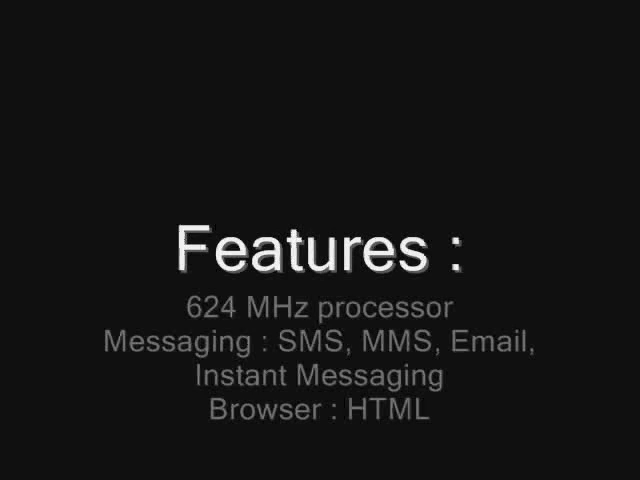 Features :
624 MHz processor
Messaging : SMS, MMS, Email,
Instant Messaging
Browser : HTML